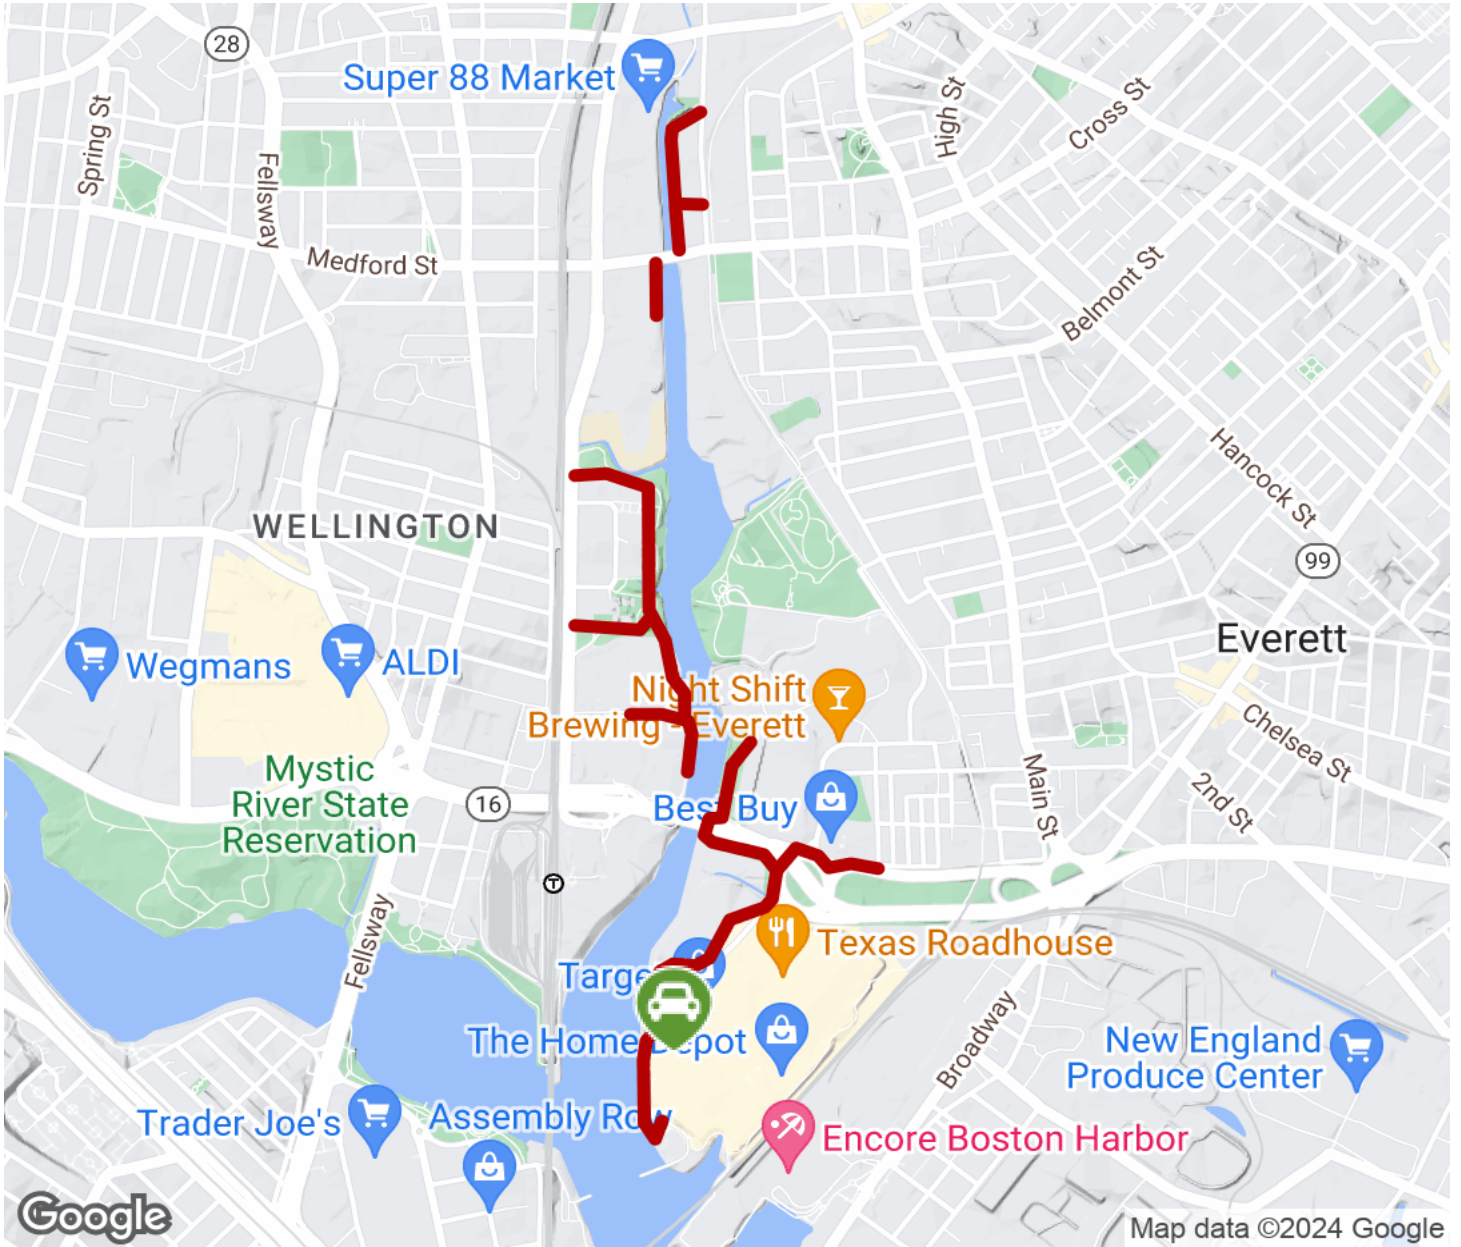 28
Super 88 Market
High St
Cross St
Spring St
Fellsway
Medford St
Belmont St
Hancock St
WELLINGTON
99
Everett
Wegmans
ALDI
Night Shift
Brewing - Everett
Chelsea St
Mystic
River State
Reservation
16
Best Buy
Main St
2nd St
T
Fellsway
Texas Roadhouse
Target
The Home Depot
Broadway
New England
Produce Center
Trader Joe's
Assembly Row
Encore Boston Harbor
Google
Map data ©2024 Google